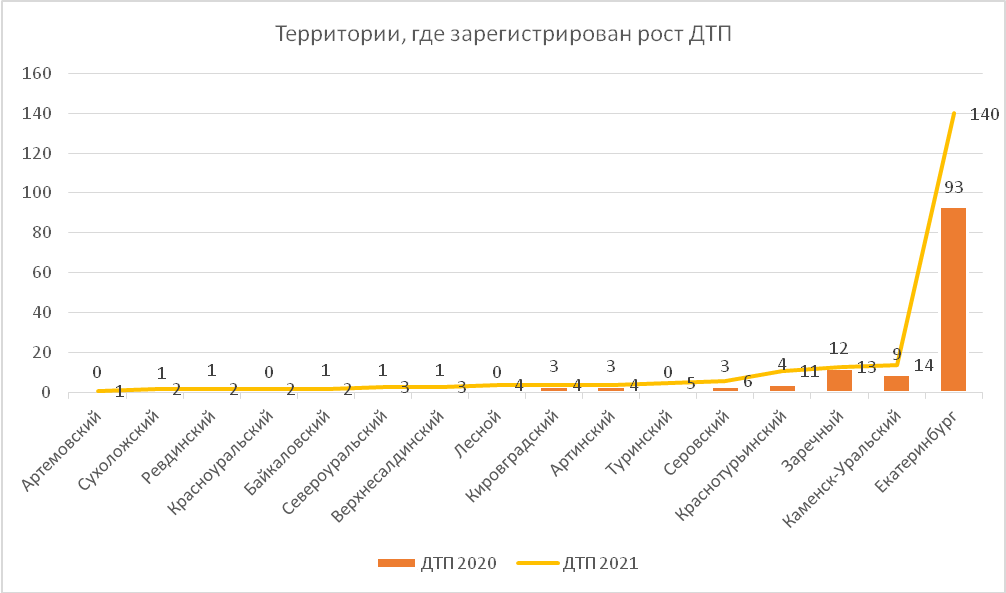 Территории, где зарегистрирован рост ДТП
160
140
120
100
80
60
40
20
0
0 1 1 0 1 1 1 0 3 3 0 3 4 12 9 93
1 2 2 2 2 3 3 4 4 4 5 6 11 13 14 140
Артемовский
Сухоложский
Ревдинский
Красноуральский
Байкаловский
Североуральский
Верхнесалдинский
Лесной
Кировградский
Артинский
Туринский
Серовский
Краснотурьинский
Заречный
Каменск-Уральский
Екатеринбург
ДТП 2020 ДТП 2021